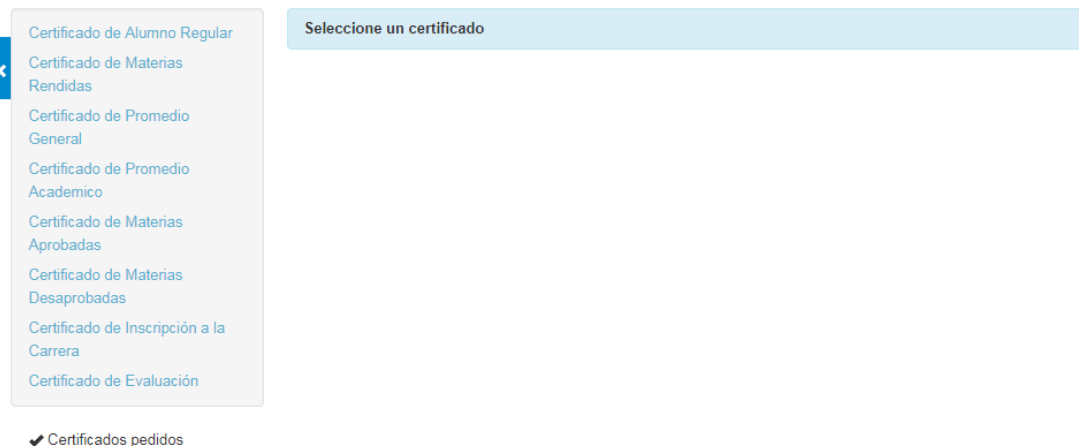 Certificado de Alumno Regular
Certificado de Materias
Rendidas
Certificado de Promedio
General
Certificado de Promedio
Academico
Certificado de Materias
Aprobadas
Certificado de Materias
Desaprobadas
Certificado de Inscripción a la
Carrera
Certificado de Evaluación
Certificados pedidos
Seleccione un certificado